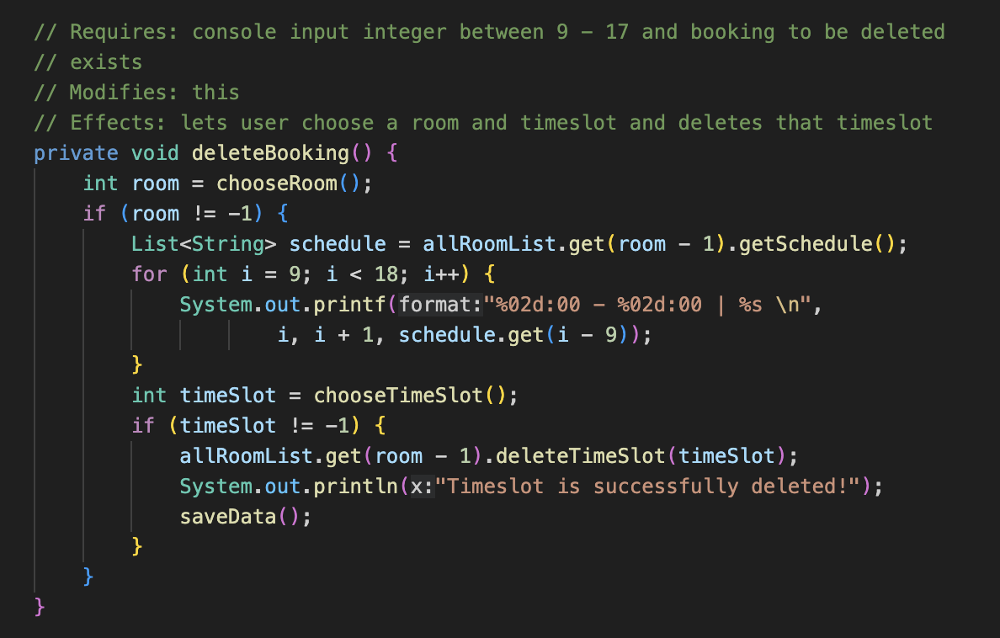 // Requires: console input integer between 9 – 17 and booking to be deleted
// exists
// Modifies: this
// Effects: lets user choose a room and timeslot and deletes that timeslot
private void deleteBooking() {
    int room = chooseRoom();
    if (room != -1) {
        List<String> schedule = allRoomList.get(room - 1).getSchedule();
        for (int i = 9; i < 18; i++) {
            System.out.printf(format:"%02d:00 - %02d:00 | %s \n",
                    i, i + 1, schedule.get(i - 9));
        }
        int timeSlot = chooseTimeSlot();
        if (timeSlot != -1) {
            allRoomList.get(room - 1).deleteTimeSlot(timeSlot);
            System.out.println(x:"Timeslot is successfully deleted!");
            saveData();
        }
    }
}